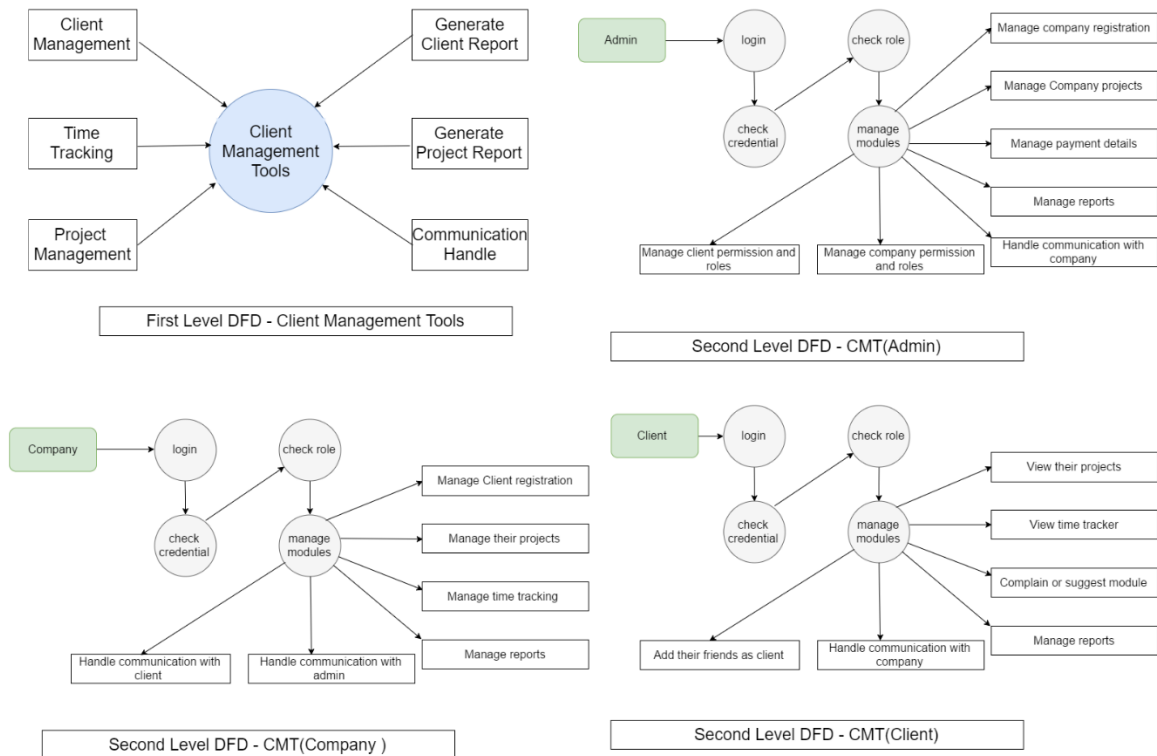 Client
Management
Time
Tracking
Project
Management
Client
Management
Tools
Generate
Client Report
Generate
Project Report
Communication
Handle
First Level DFD - Client Management Tools
Admin
login
check role
check
credential
manage
modules
Manage company registration
Manage Company projects
Manage payment details
Manage reports
Handle communication with
company
Manage client permission and
roles
Manage company permission
and roles
Second Level DFD - CMT(Admin)
Company
login
check role
check
credential
manage
modules
Manage Client registration
Manage their projects
Manage time tracking
Manage reports
Handle communication with
client
Handle communication with
admin
Second Level DFD - CMT(Company )
Client
login
check role
check
credential
manage
modules
View their projects
View time tracker
Complain or suggest module
Manage reports
Add their friends as client
Handle communication with
company
Second Level DFD - CMT(Client)